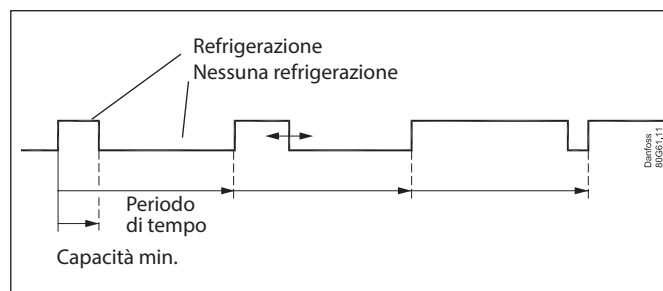 Refrigerazione
Nessuna refrigerazione
Periodo
di tempo
Capacità min.
Danfoss
80G61.11